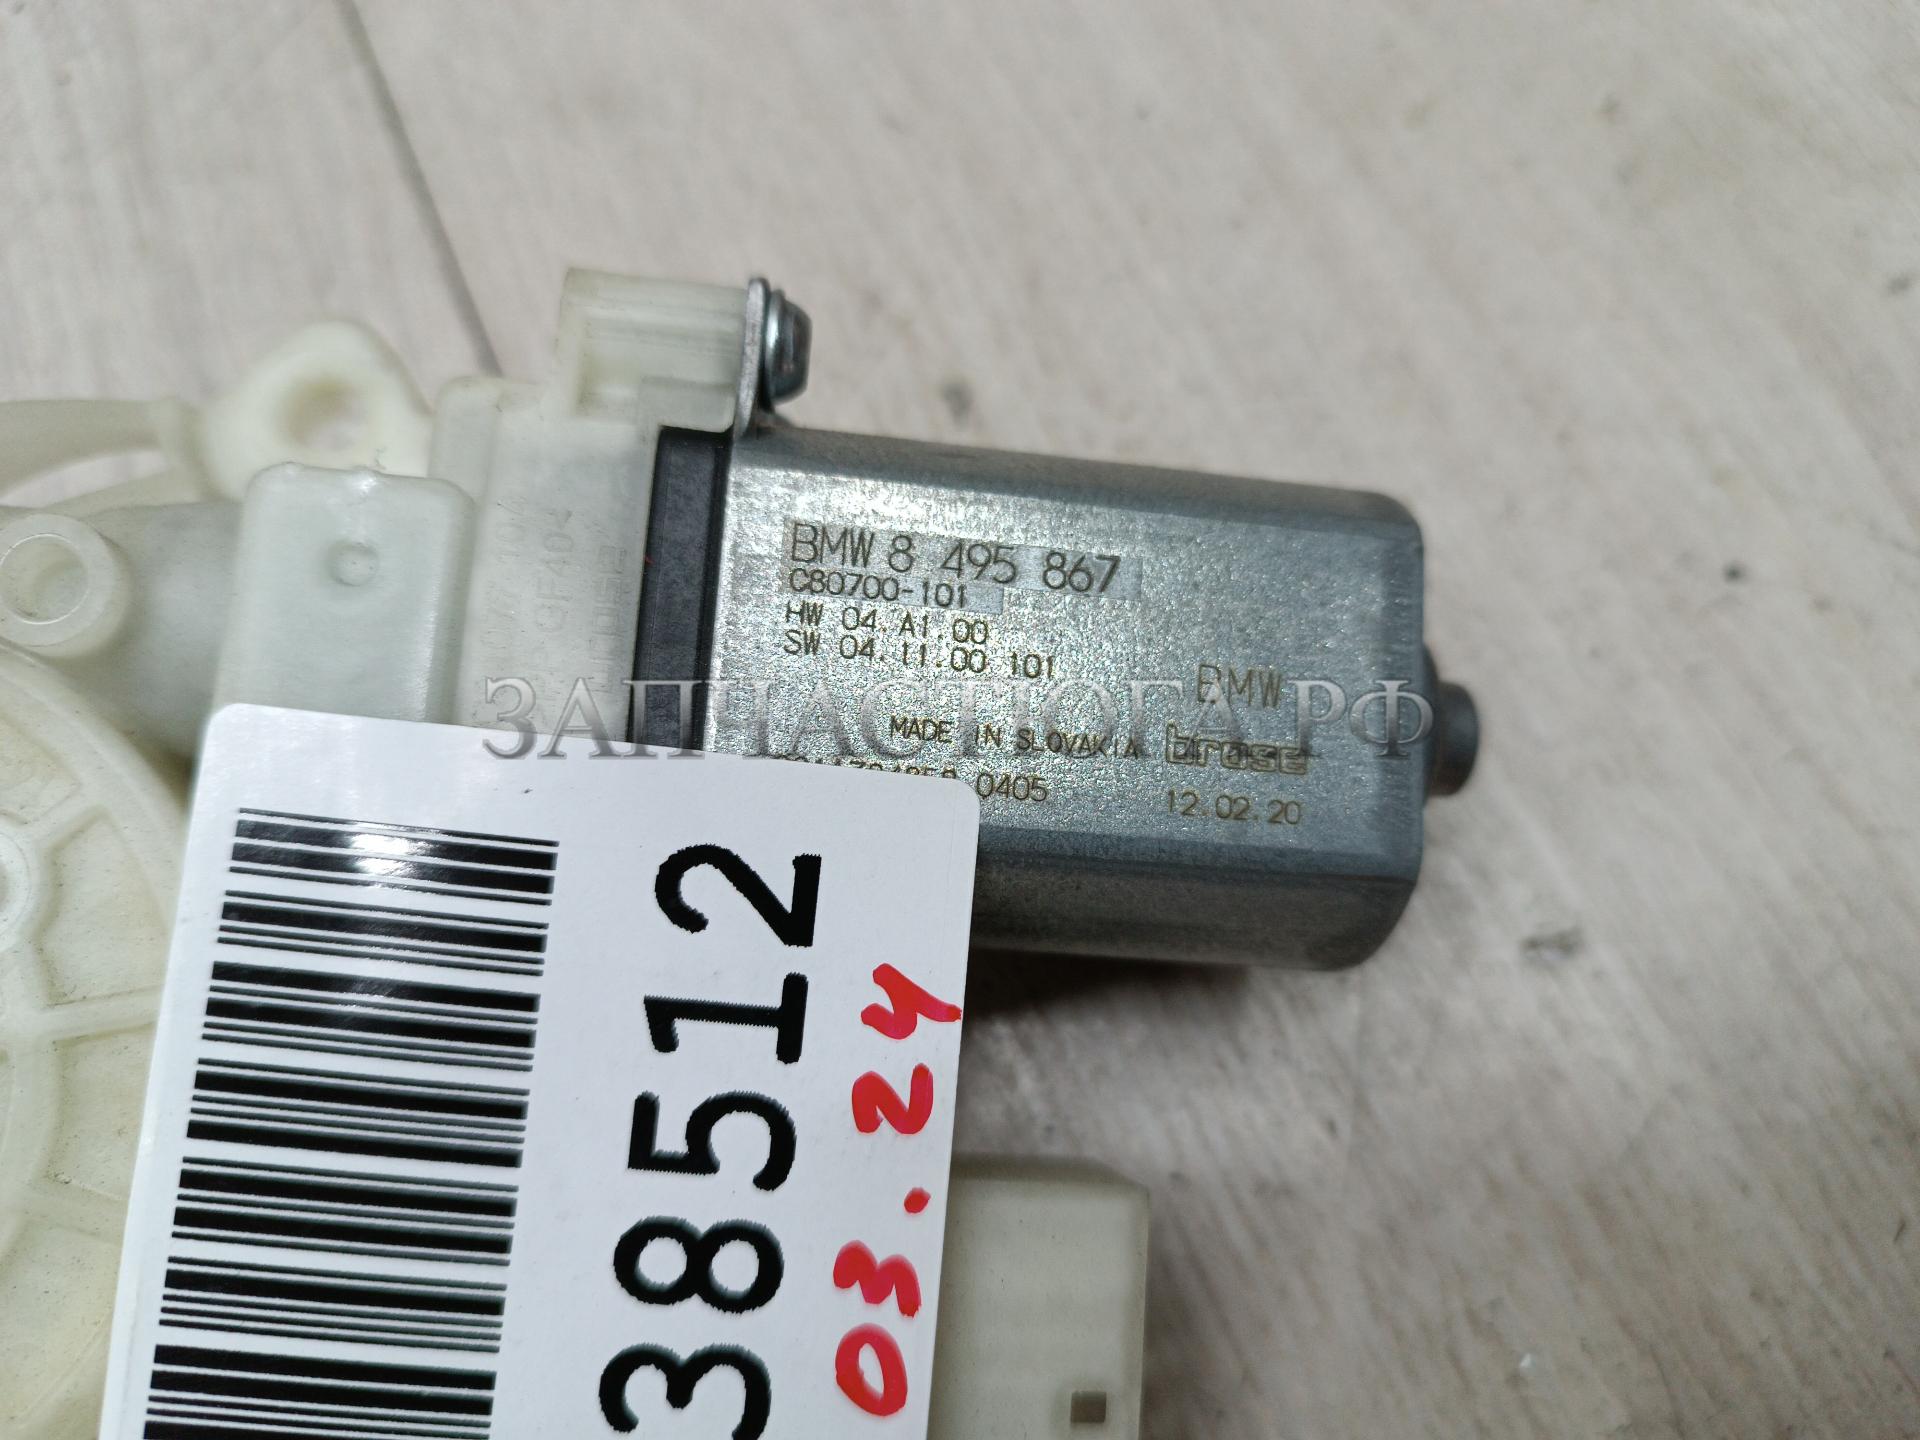 BMW 8 495 867
C80700-101
HW 04.A1.00
SW 04.11.00 101
BMW
ЗАПЧАСТЮГА.РФ
MADE IN SLOVAKIA
brose
0405
12.02.20
38512
03.24